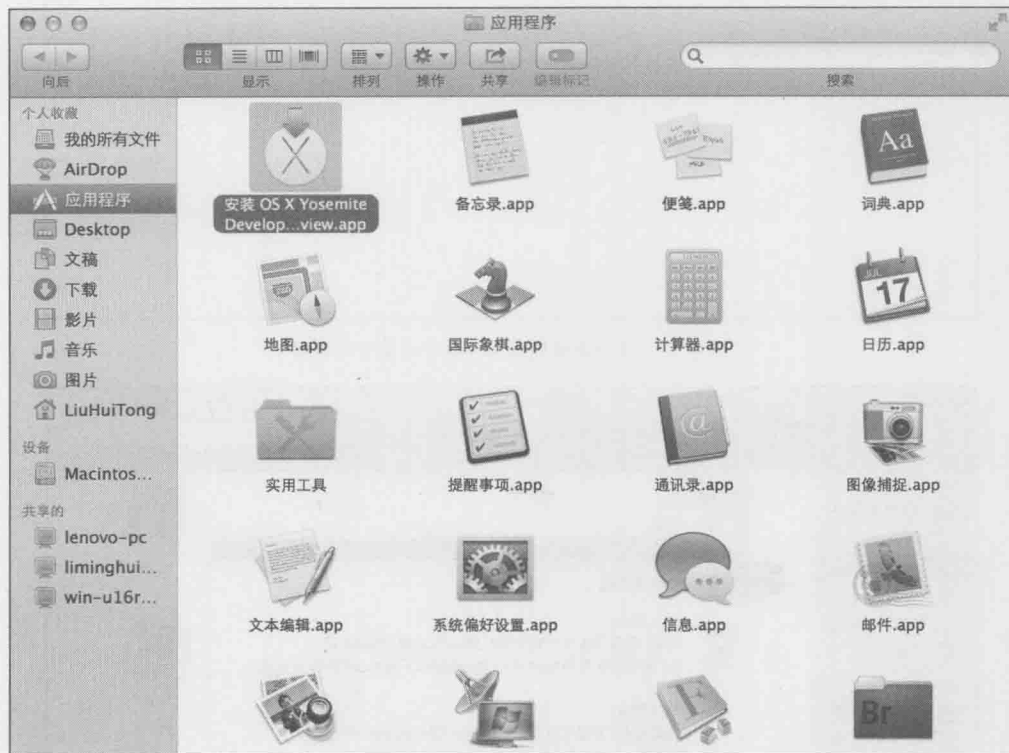 应用程序
向后
显示
排列
操作
共享
编辑标记
搜索
个人收藏
我的所有文件
AirDrop
应用程序
Desktop
文稿
下载
影片
音乐
图片
LiuHuiTong
设备
Macintos...
共享的
lenovo-pc
liminghui...
win-u16r...
安装 OS X Yosemite
Develop...view.app
备忘录.app
便笺.app
Aa
词典.app
地图.app
国际象棋.app
计算器.app
JUL
17
日历.app
实用工具
提醒事项.app
@
通讯录.app
图像捕捉.app
文本编辑.app
系统偏好设置.app
信息.app
邮件.app
F
Br